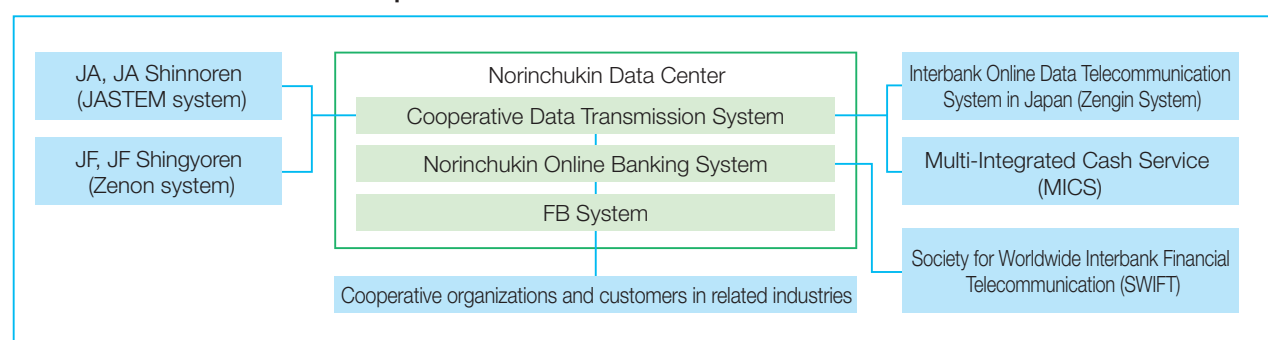 JA, JA Shinnoren
(JASTEM system)
JF, JF Shingyoren
(Zenon system)
Norinchukin Data Center
Cooperative Data Transmission System
Norinchukin Online Banking System
FB System
Cooperative organizations and customers in related industries
Interbank Online Data Telecommunication
System in Japan (Zengin System)
Multi-Integrated Cash Service
(MICS)
Society for Worldwide Interbank Financial
Telecommunication (SWIFT)